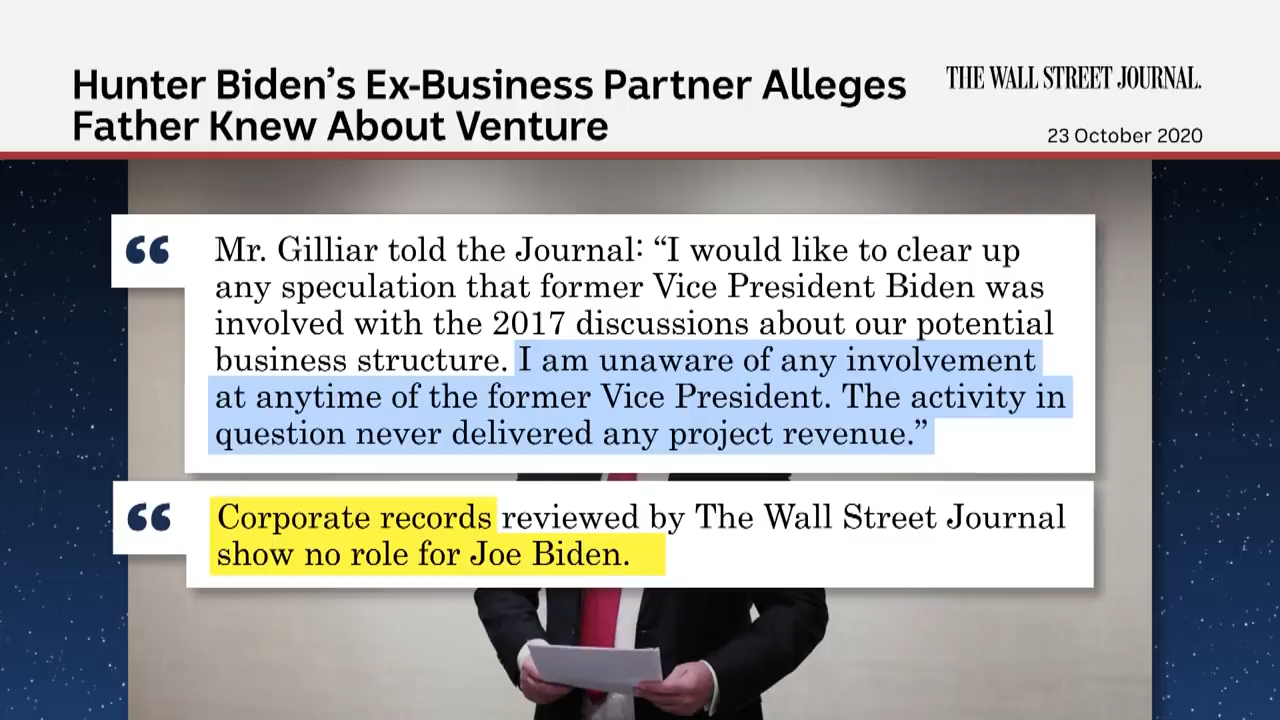 Hunter Biden’s Ex-Business Partner Alleges
Father Knew About Venture
THE WALL STREET JOURNAL.
23 October 2020
“ Mr. Gilliar told the Journal: “I would like to clear up
any speculation that former Vice President Biden was
involved with the 2017 discussions about our potential
business structure. I am unaware of any involvement
at anytime of the former Vice President. The activity in
question never delivered any project revenue.”
“ Corporate records reviewed by The Wall Street Journal
show no role for Joe Biden.